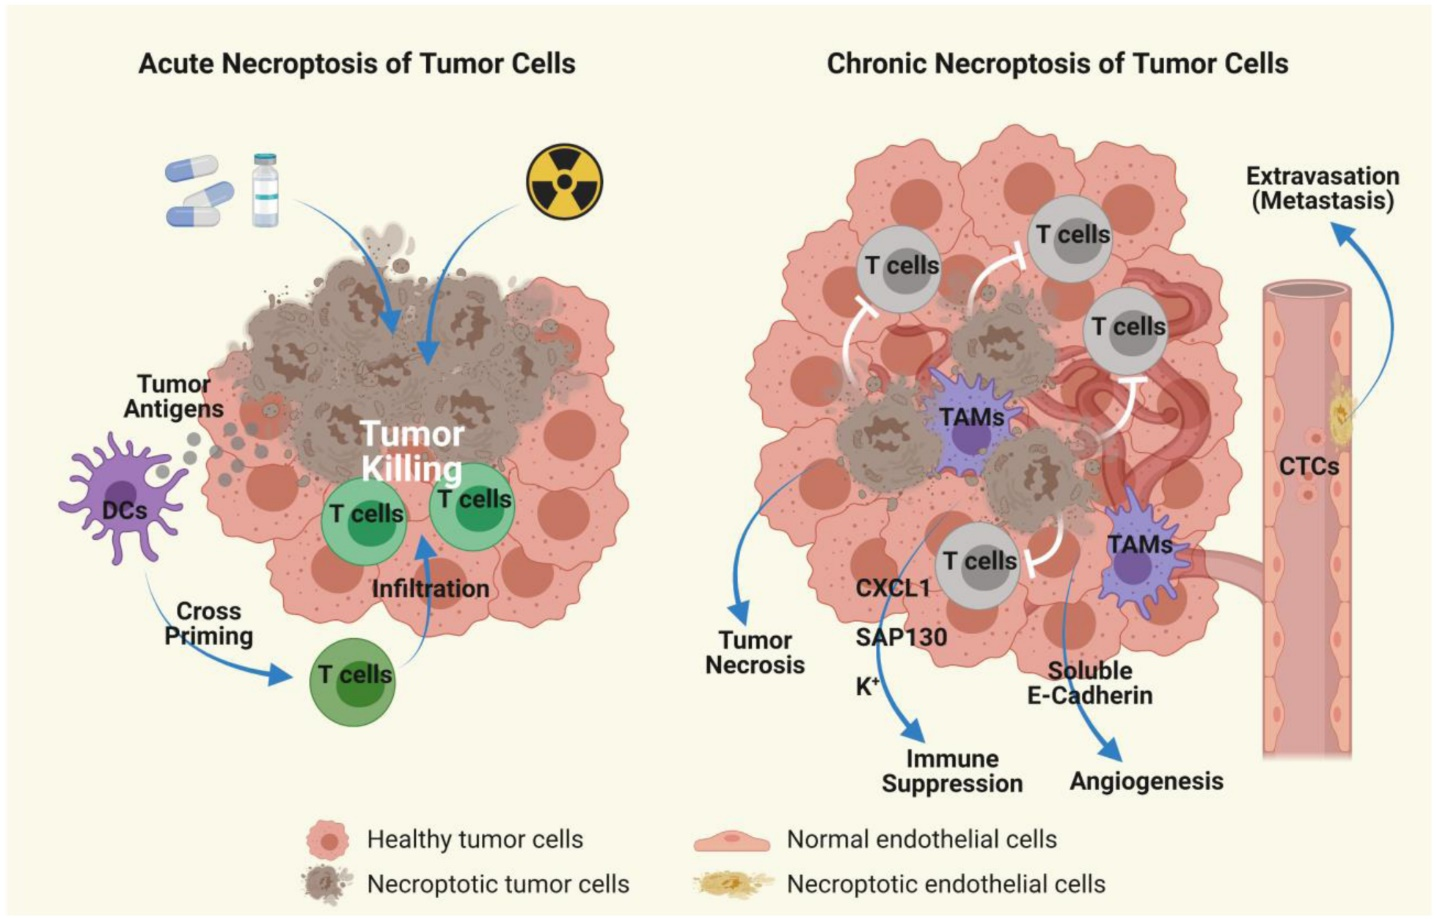 Acute Necroptosis of Tumor Cells
Tumor
Antigens
DCs
Cross
Priming
Tumor
Killing
T cells
T cells
Infiltration
T cells
Chronic Necroptosis of Tumor Cells
T cells
T cells
T cells
TAMs
T cells
TAMs
CXCL1
SAP130
K⁺
Tumor
Necrosis
Immune
Suppression
Soluble
E-Cadherin
Angiogenesis
Extravasation
(Metastasis)
CTCs
Healthy tumor cells
Necroptotic tumor cells
Normal endothelial cells
Necroptotic endothelial cells